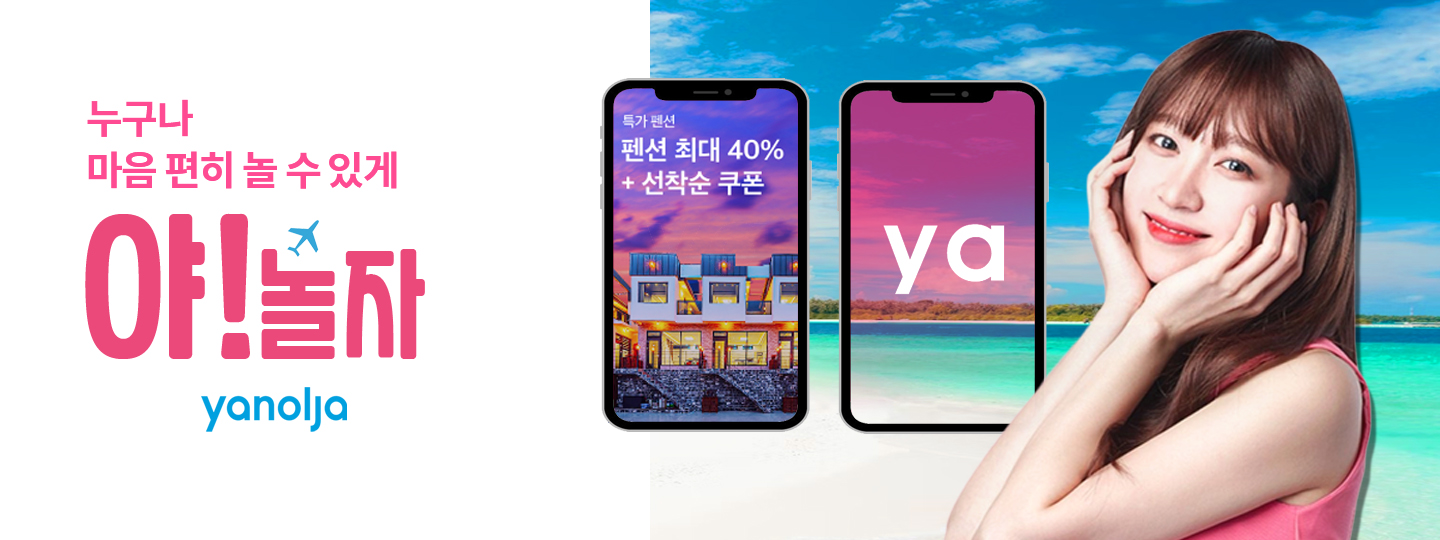 누구나
마음 편히 놀 수 있게
야!놀자
yanolja
특가 펜션
펜션 최대 40%
+ 선착순 쿠폰
ya